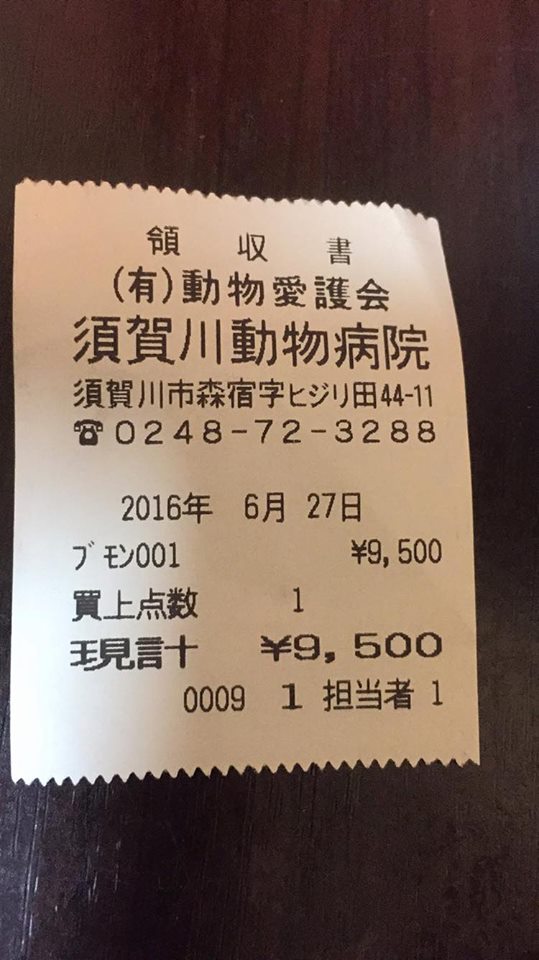 領 収 書
(有)動物愛護会
須賀川動物病院
須賀川市森宿字ヒジリ田44-11
☎0248-72-3288
2016年 6月 27日
ブモン001 ¥9,500
買上点数 1
現計 ¥9,500
0009 1 担当者 1